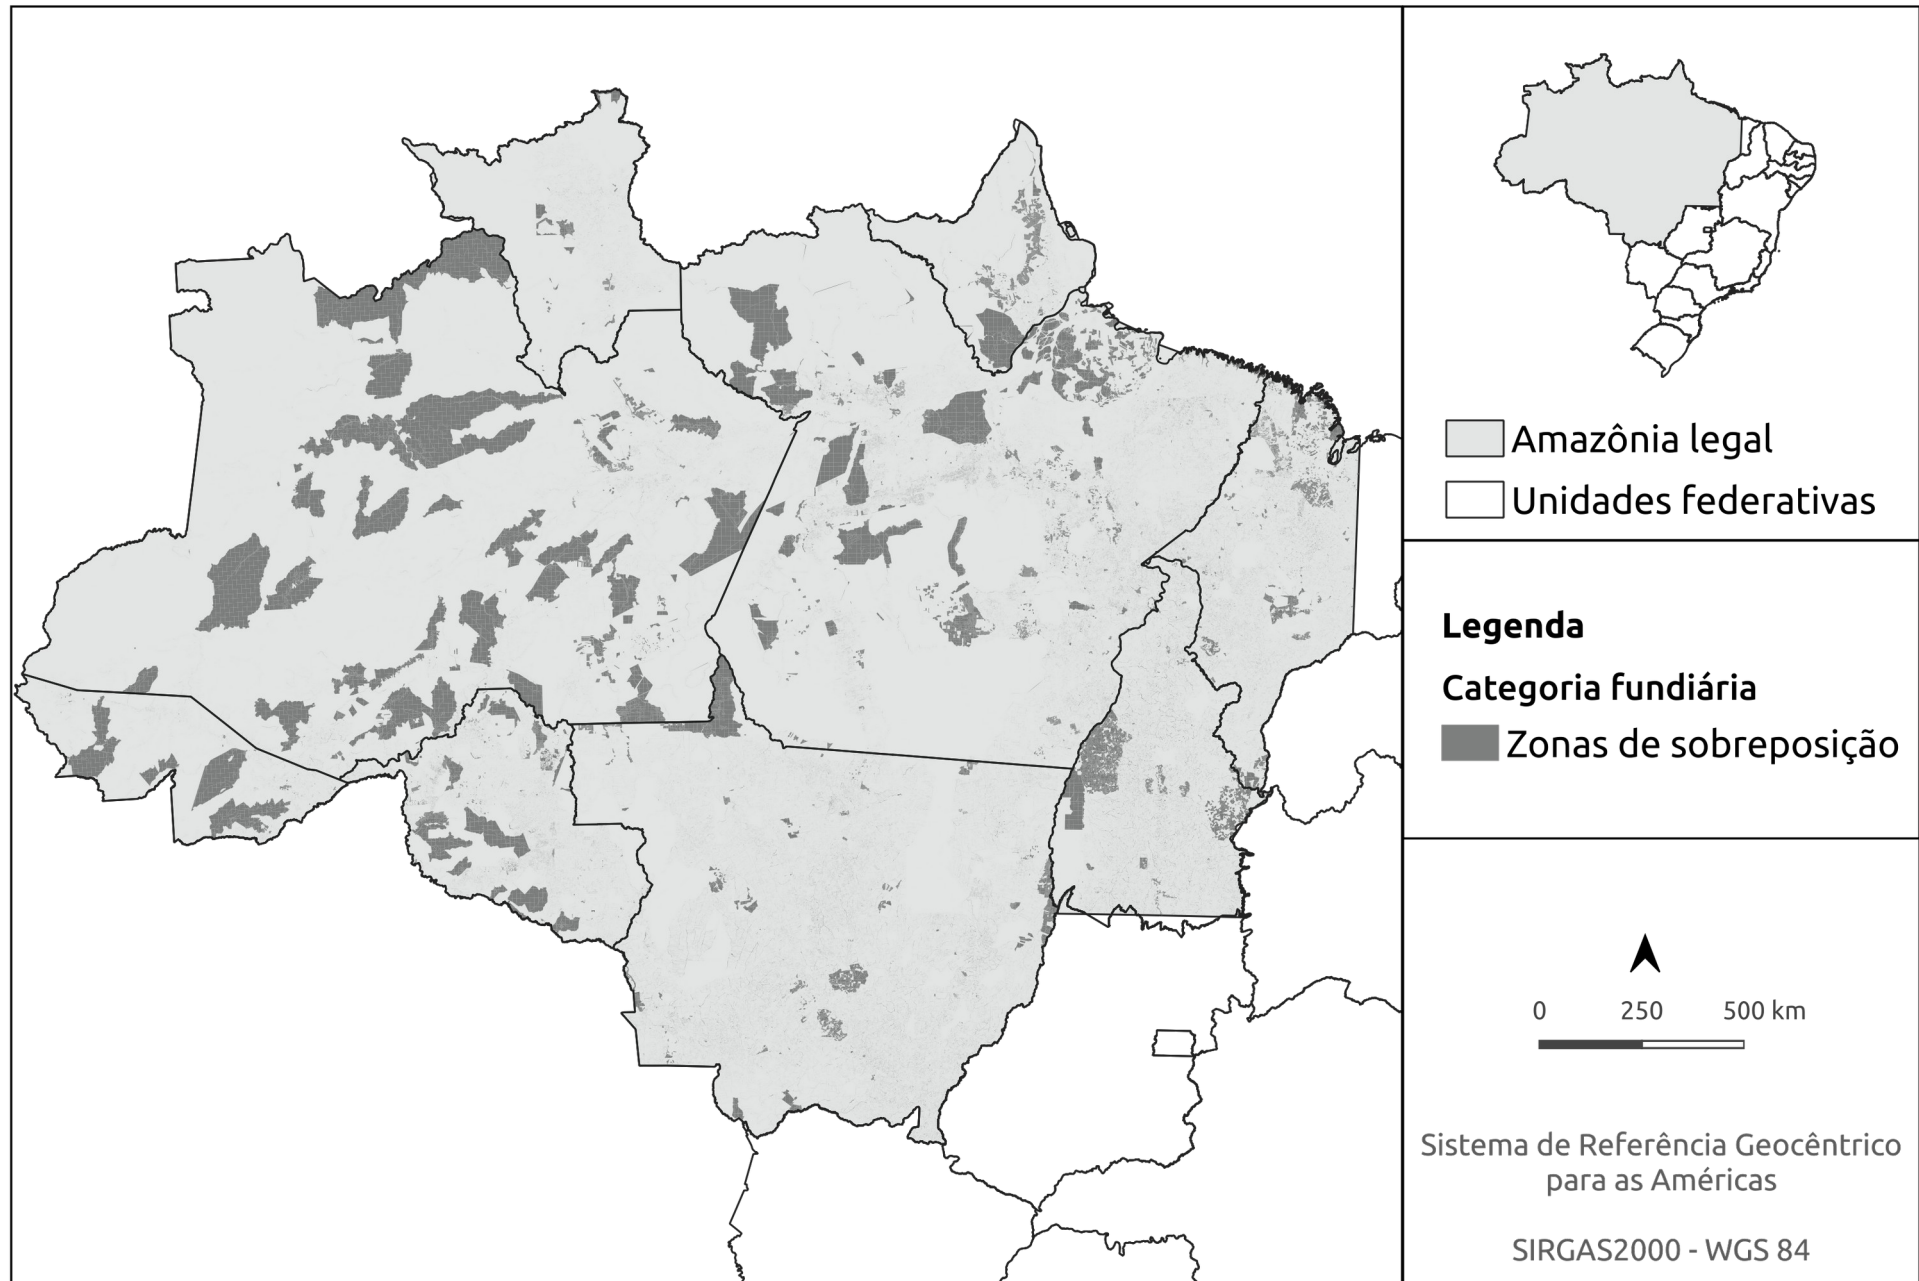 Amazônia legal
Unidades federativas
Legenda
Categoria fundiária
Zonas de sobreposição
0 250 500 km
Sistema de Referência Geocêntrico
para as Américas
SIRGAS2000 - WGS 84